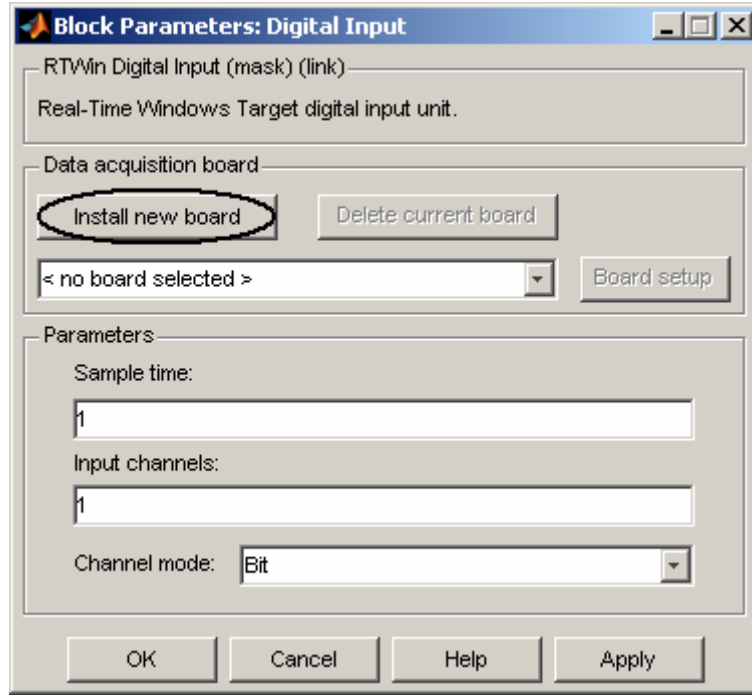 Block Parameters: Digital Input
RTWin Digital Input (mask) (link)
Real-Time Windows Target digital input unit.
Data acquisition board
Install new board
Delete current board
< no board selected >
Board setup
Parameters
Sample time:
1
Input channels:
1
Channel mode:
Bit
OK
Cancel
Help
Apply